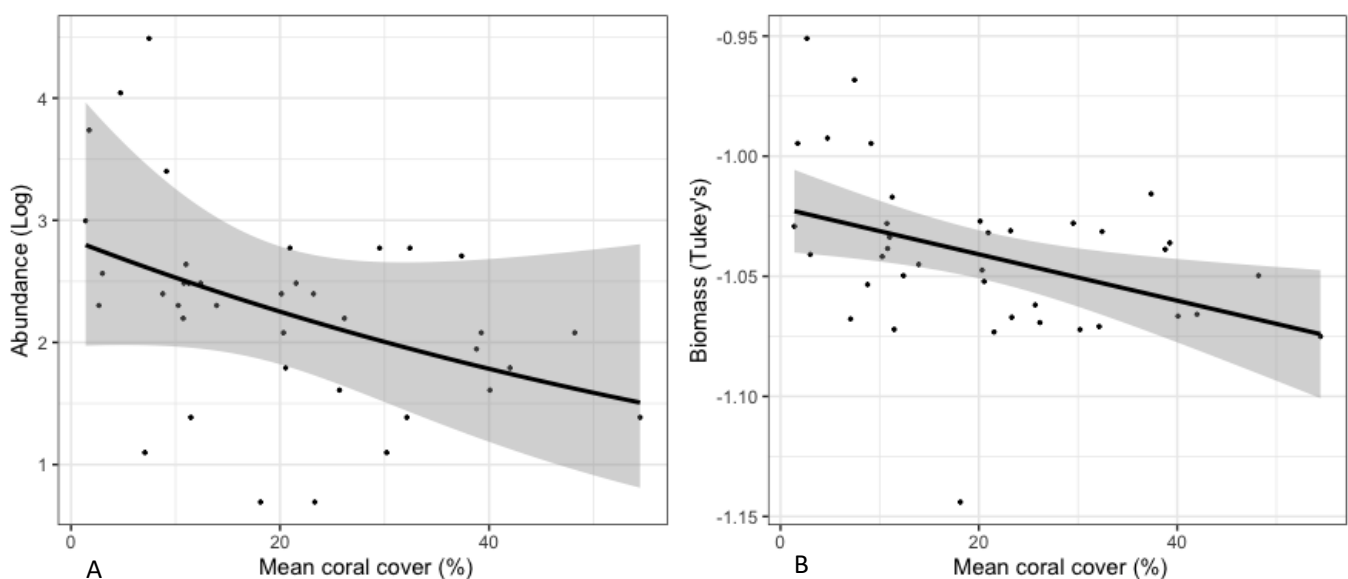 Abundance (Log)
4
3
2
1
0
20
40
A
Mean coral cover (%)
Biomass (Tukey's)
-0.95
-1.00
-1.05
-1.10
-1.15
0
20
40
B
Mean coral cover (%)